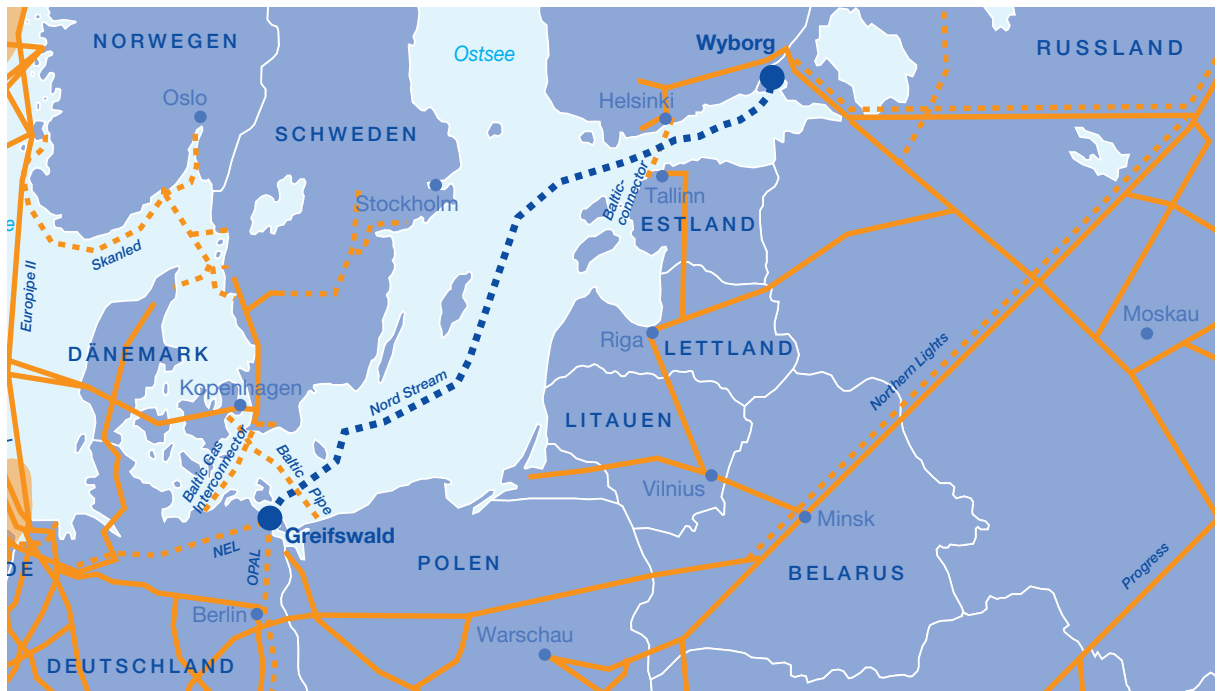 NORWEGEN
Ostsee
Wyborg
RUSSLAND
Oslo
Helsinki
SCHWEDEN
Stockholm
Baltic-
connector
Tallinn
ESTLAND
Skanled
Europipe II
e
Moskau
Riga
LETTLAND
DÄNEMARK
Kopenhagen
Nord Stream
Northern Lights
LITAUEN
Baltic Gas
Interconnector
Baltic Pipe
Vilnius
Minsk
Greifswald
NEL
OPAL
POLEN
BELARUS
Progress
DE
Berlin
Warschau
DEUTSCHLAND